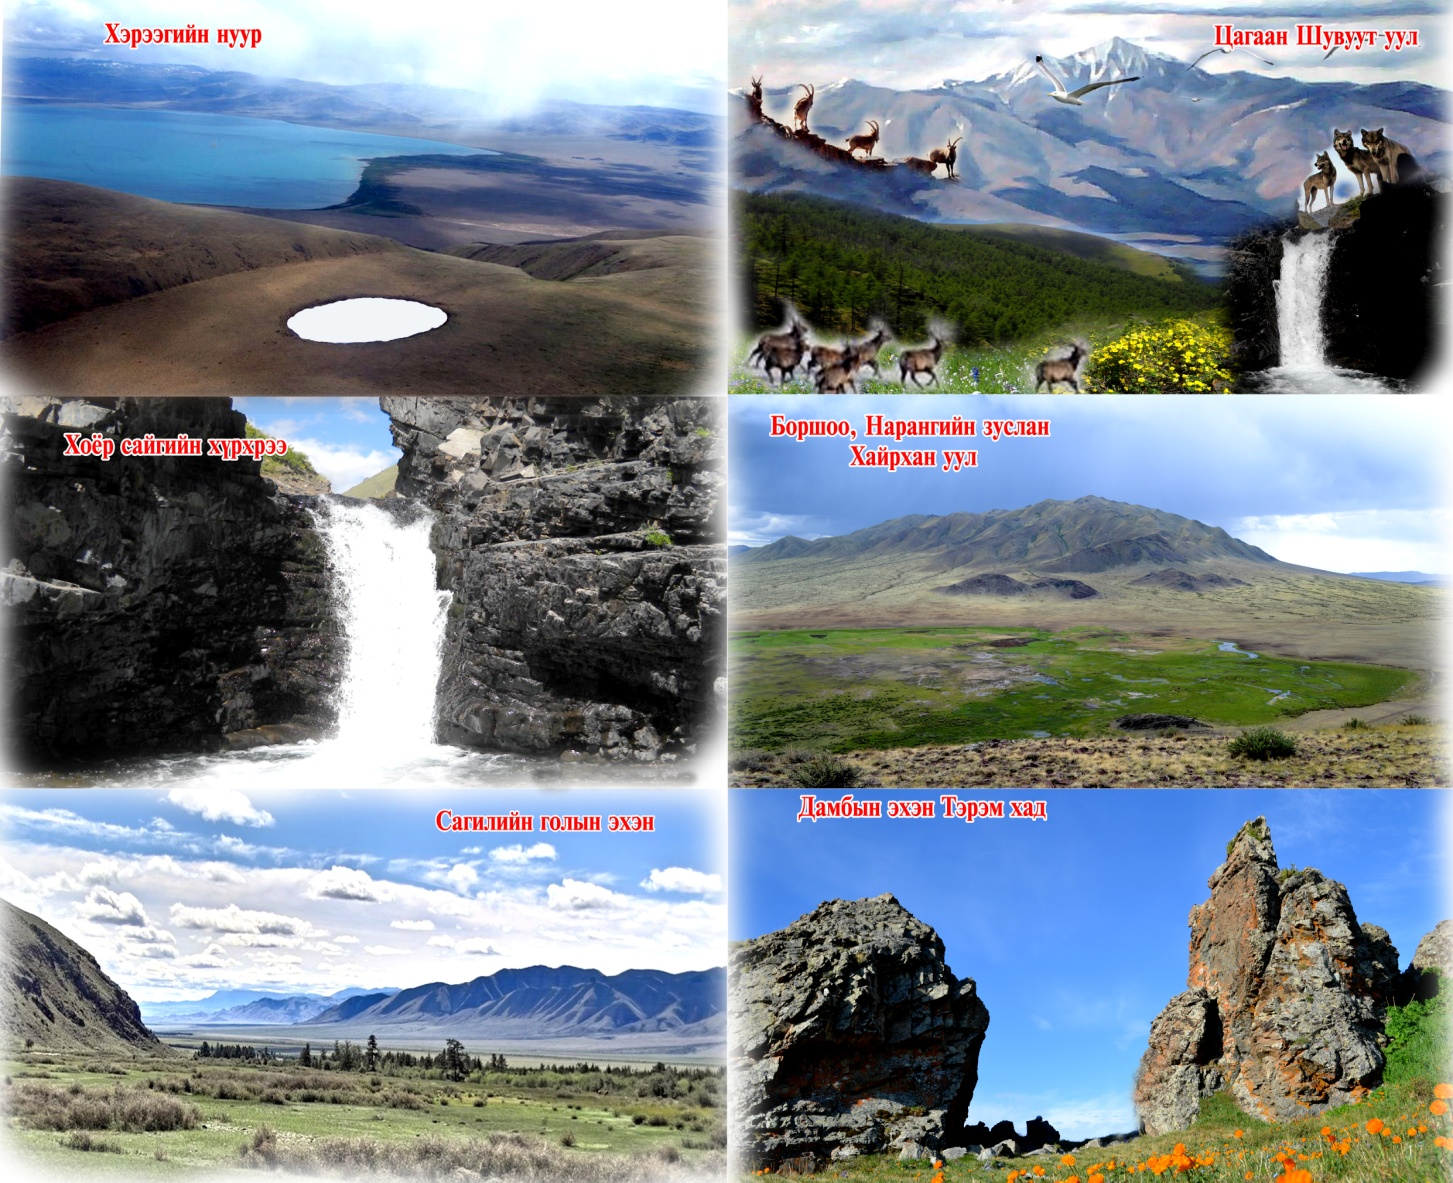 Хэрээгийн нуур
Цагаан Шувуут уул
Хоёр сайгийн хүрхрээ
Боршоо, Нарангийн зуслан
Хайрхан уул
Сагилийн голын эхэн
Дамбын эхэн Тэрэм хад